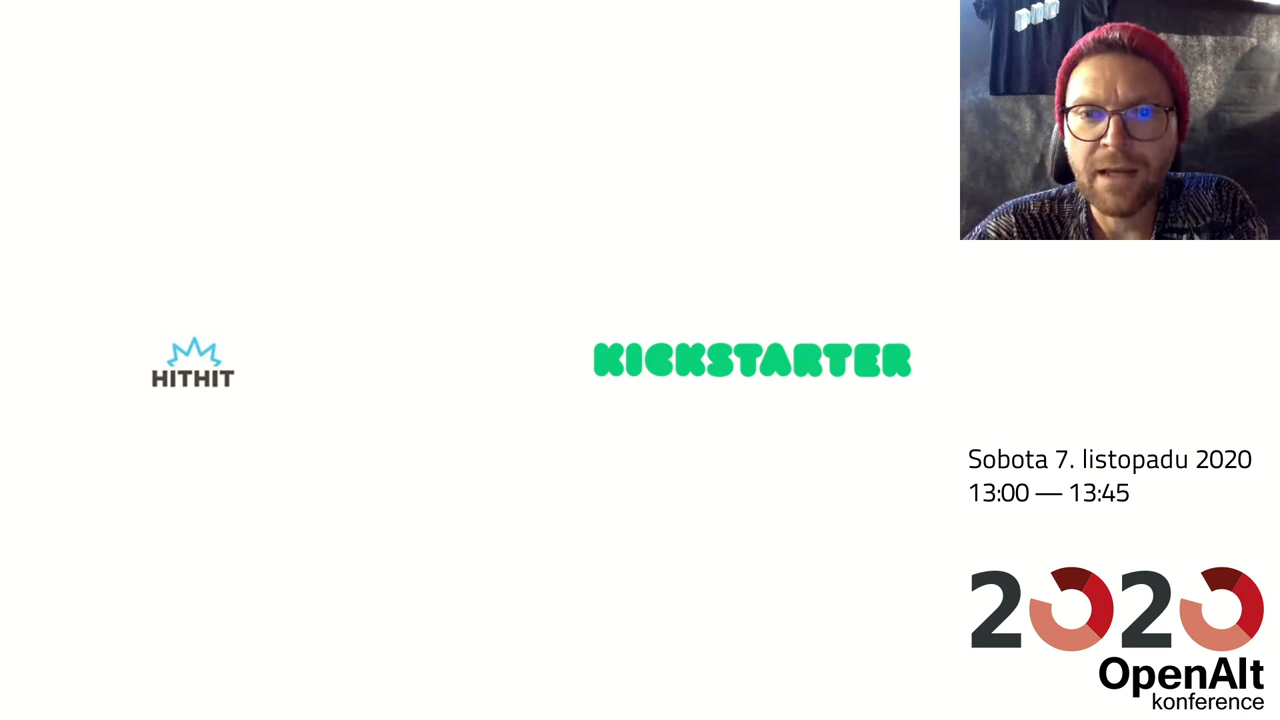 HITHIT
KICKSTARTER
Sobota 7. listopadu 2020
13:00 — 13:45
2020
OpenAlt
konference